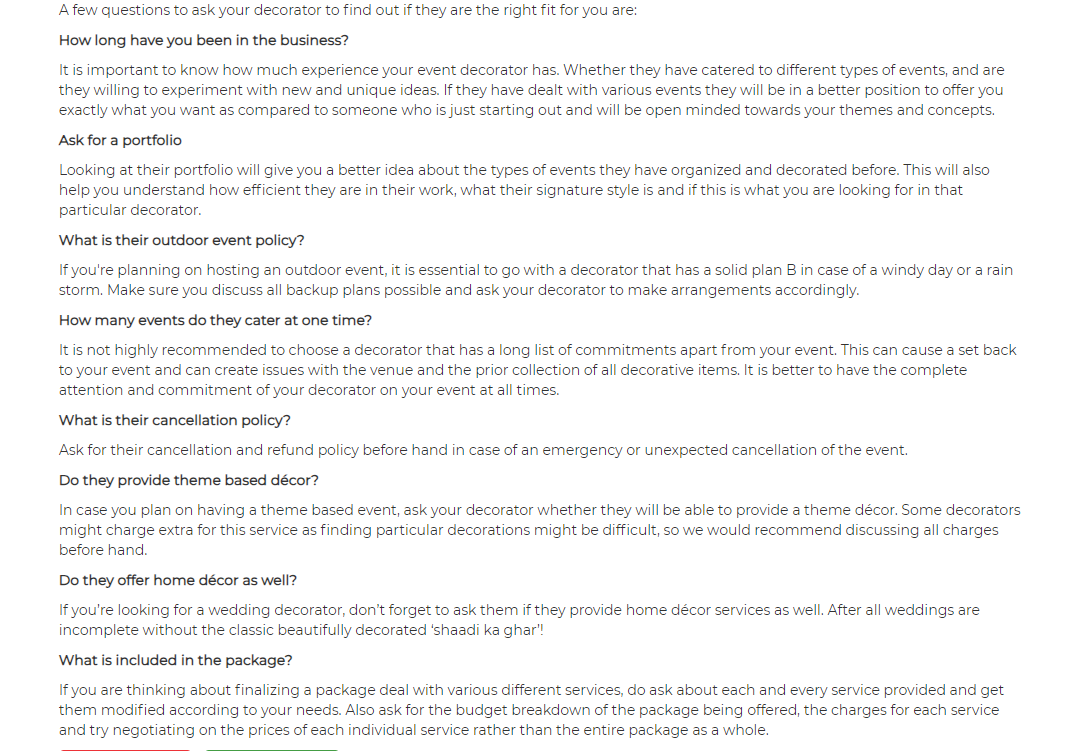 A few questions to ask your decorator to find out if they are the right fit for you are:
How long have you been in the business?
It is important to know how much experience your event decorator has. Whether they have catered to different types of events, and are
they willing to experiment with new and unique ideas. If they have dealt with various events they will be in a better position to offer you
exactly what you want as compared to someone who is just starting out and will be open minded towards your themes and concepts.
Ask for a portfolio
Looking at their portfolio will give you a better idea about the types of events they have organized and decorated before. This will also
help you understand how efficient they are in their work, what their signature style is and if this is what you are looking for in that
particular decorator.
What is their outdoor event policy?
If you're planning on hosting an outdoor event, it is essential to go with a decorator that has a solid plan B in case of a windy day or a rain
storm. Make sure you discuss all backup plans possible and ask your decorator to make arrangements accordingly.
How many events do they cater at one time?
It is not highly recommended to choose a decorator that has a long list of commitments apart from your event. This can cause a set back
to your event and can create issues with the venue and the prior collection of all decorative items. It is better to have the complete
attention and commitment of your decorator on your event at all times.
What is their cancellation policy?
Ask for their cancellation and refund policy before hand in case of an emergency or unexpected cancellation of the event.
Do they provide theme based décor?
In case you plan on having a theme based event, ask your decorator whether they will be able to provide a theme décor. Some decorators
might charge extra for this service as finding particular decorations might be difficult, so we would recommend discussing all charges
before hand.
Do they offer home décor as well?
If you're looking for a wedding decorator, don't forget to ask them if they provide home décor services as well. After all weddings are
incomplete without the classic beautifully decorated 'shaadi ka ghar'!
What is included in the package?
If you are thinking about finalizing a package deal with various different services, do ask about each and every service provided and get
them modified according to your needs. Also ask for the budget breakdown of the package being offered, the charges for each service
and try negotiating on the prices of each individual service rather than the entire package as a whole.